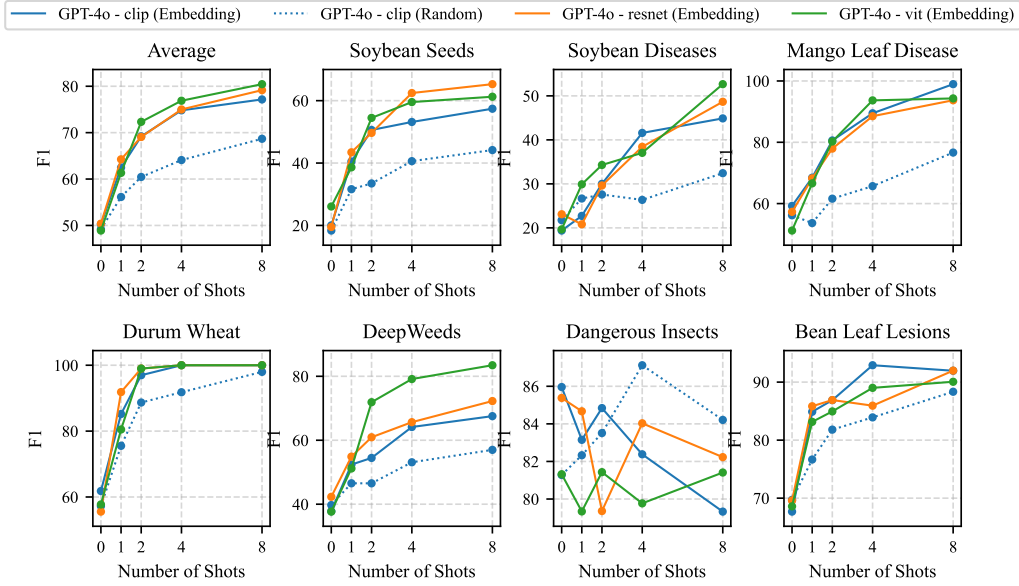 GPT-4o - clip (Embedding) GPT-4o - clip (Random) GPT-4o - resnet (Embedding) GPT-4o - vit (Embedding)
Average
80
70
60
50
F1
0 1 2 4 8
Number of Shots
Soybean Seeds
60
40
20
F1
0 1 2 4 8
Number of Shots
Soybean Diseases
50
40
30
20
F1
0 1 2 4 8
Number of Shots
Mango Leaf Disease
100
80
60
F1
0 1 2 4 8
Number of Shots
Durum Wheat
100
80
60
F1
0 1 2 4 8
Number of Shots
DeepWeeds
80
60
40
F1
0 1 2 4 8
Number of Shots
Dangerous Insects
86
84
82
80
F1
0 1 2 4 8
Number of Shots
Bean Leaf Lesions
90
80
70
F1
0 1 2 4 8
Number of Shots